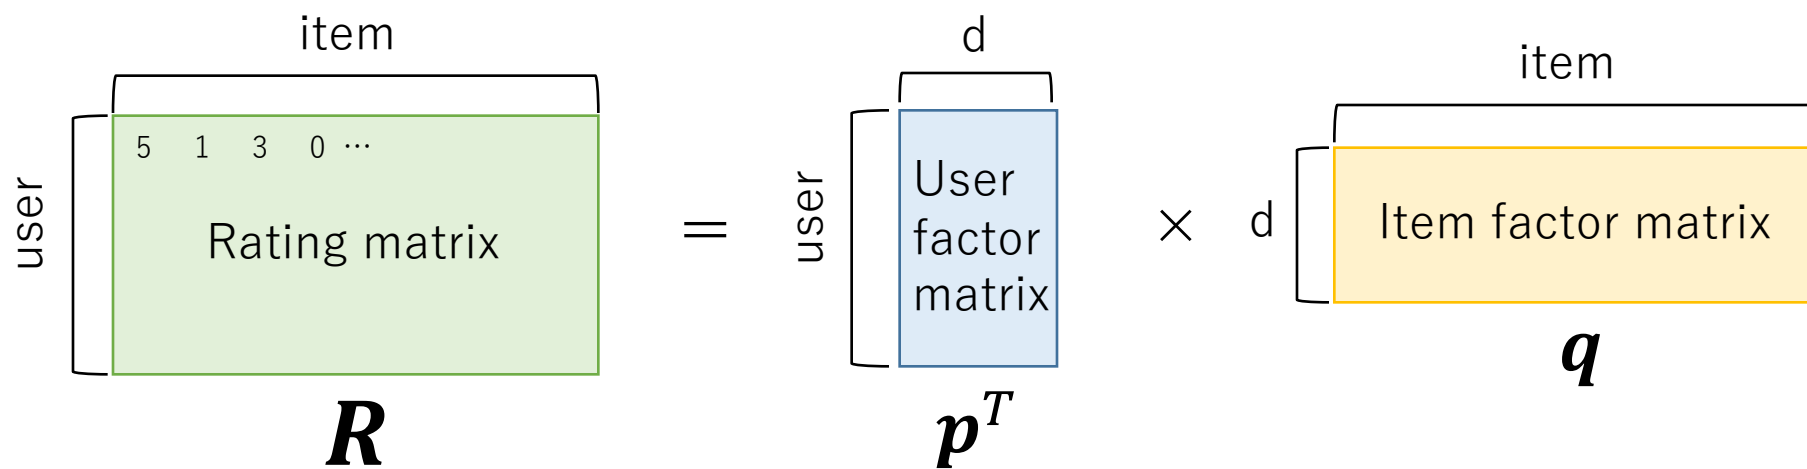 item
user
5 1 3 0 …
Rating matrix
R
=
d
user
User
factor
matrix
p^T
×
item
d
Item factor matrix
q